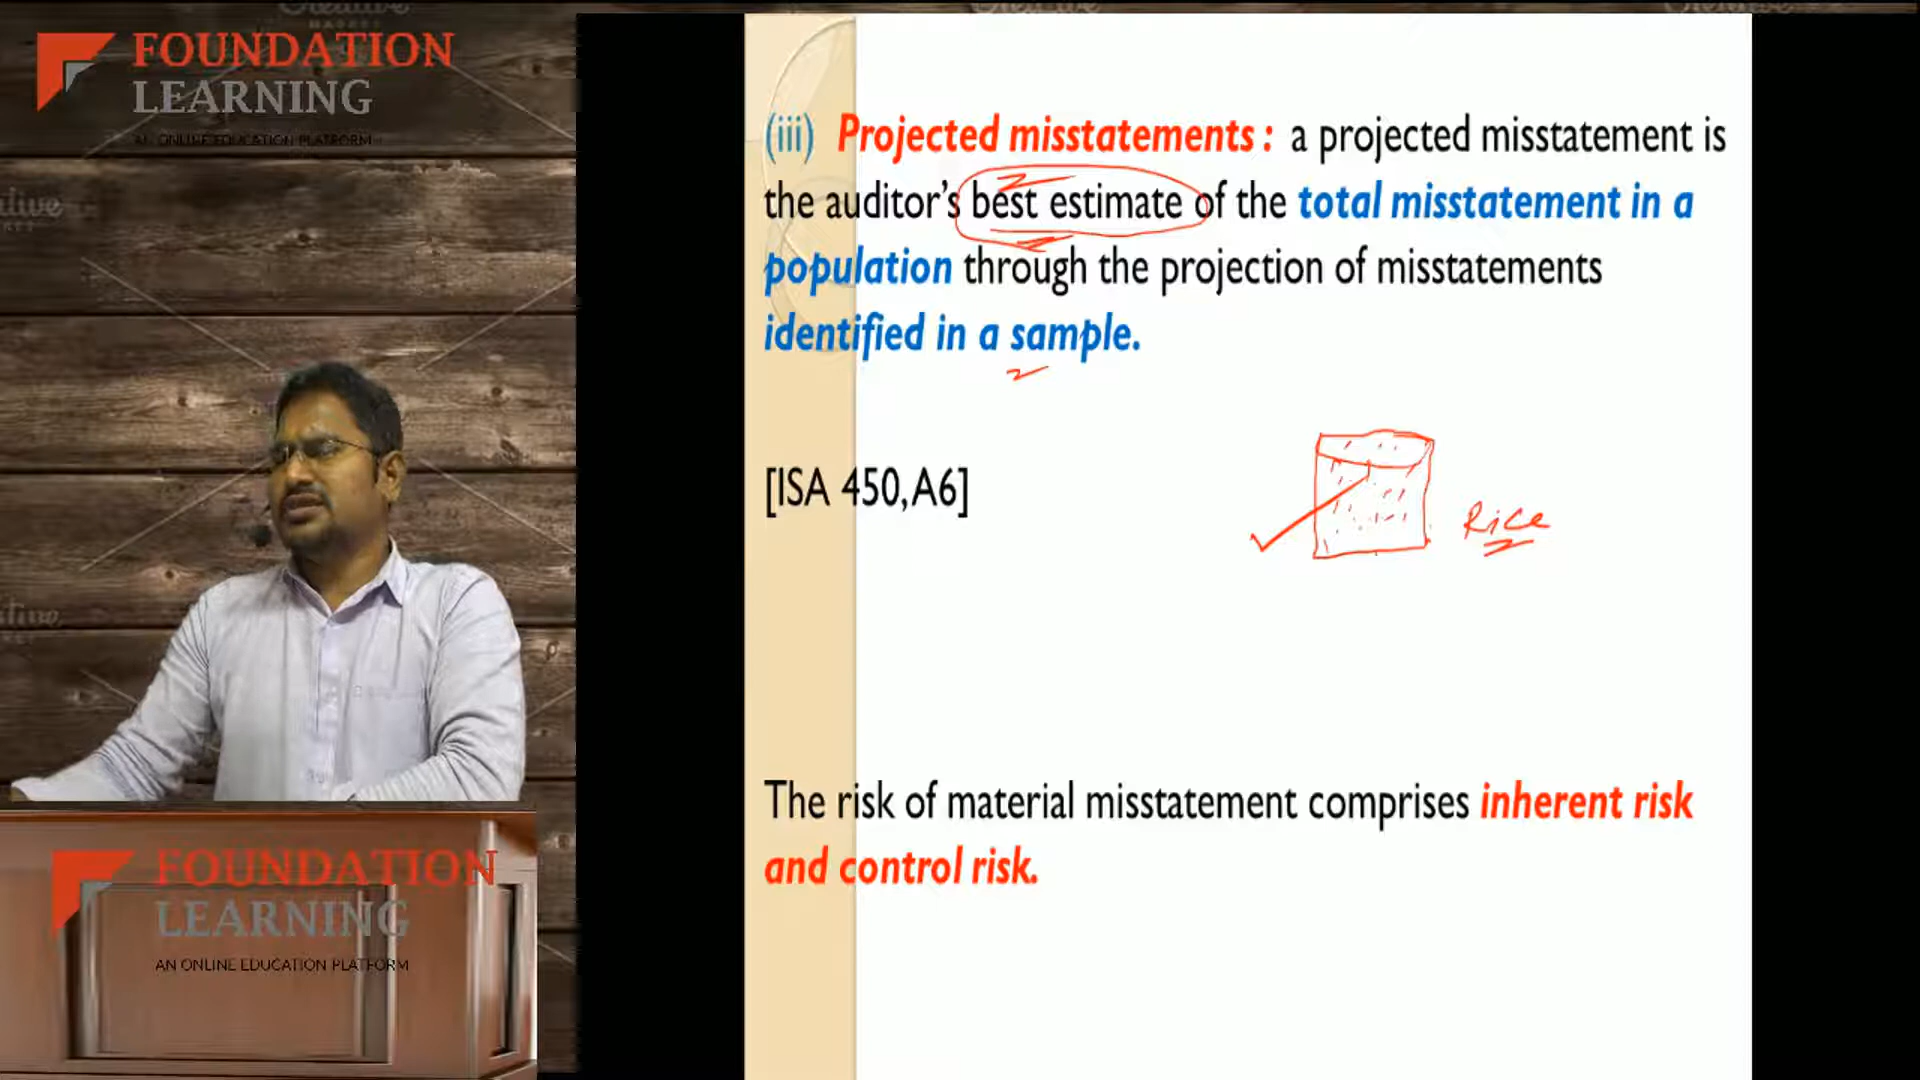 FOUNDATION
LEARNING
AN ONLINE EDUCATION PLATFORM
(iii) Projected misstatements : a projected misstatement is
the auditor's best estimate of the total misstatement in a
population through the projection of misstatements
identified in a sample.
[ISA 450,A6]
Rice
The risk of material misstatement comprises inherent risk
and control risk.
FOUNDATION
LEARNING
AN ONLINE EDUCATION PLATFORM